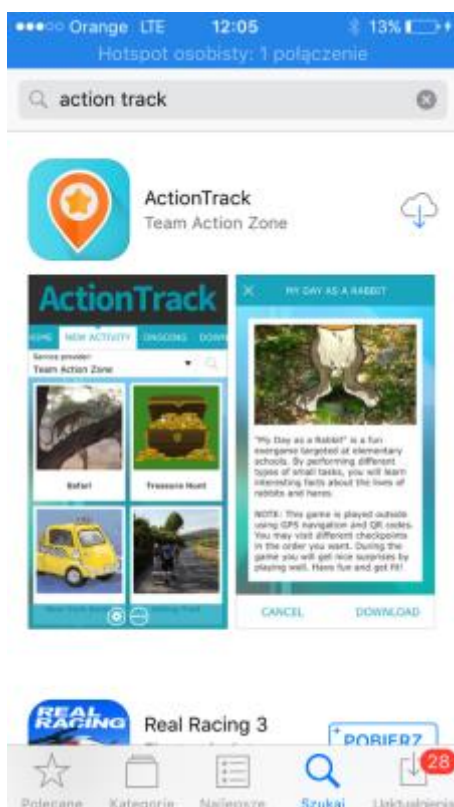 Orange LTE 12:05 13%
Hotspot osobisty: 1 połączenie
action track
ActionTrack
Team Action Zone
ActionTrack
HOME NEW ACTIVITY ONGOING DOWN
Service provider:
Team Action Zone
Safari
Treasure Hunt
MY DAY AS A RABBIT
"My Day as a Rabbit" is a fun
exergame targeted at elementary
schools. By performing different
types of small tasks, you will learn
interesting facts about the lives of
rabbits and hares.
NOTE: This game is played outside
using GPS navigation and QR codes.
You may visit different checkpoints
in the order you want. During the
game you will get nice surprises by
playing well. Have fun and get fit!
CANCEL DOWNLOAD
REAL
RACING
Real Racing 3
POBIERZ
28
Polecane Kategorie Najlepsze Szukaj Uaktualnienia